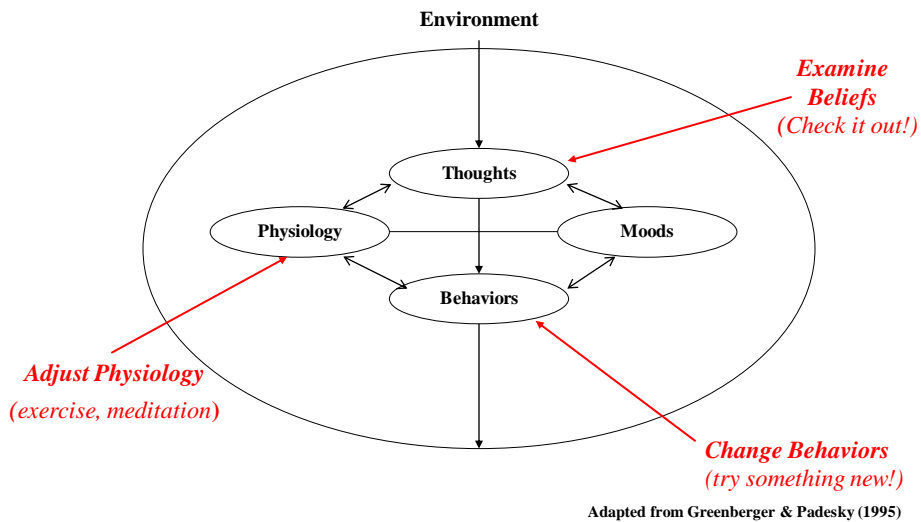 Environment
Examine
Beliefs
(Check it out!)
Thoughts
Physiology
Moods
Behaviors
Adjust Physiology
(exercise, meditation)
Change Behaviors
(try something new!)
Adapted from Greenberger & Padesky (1995)